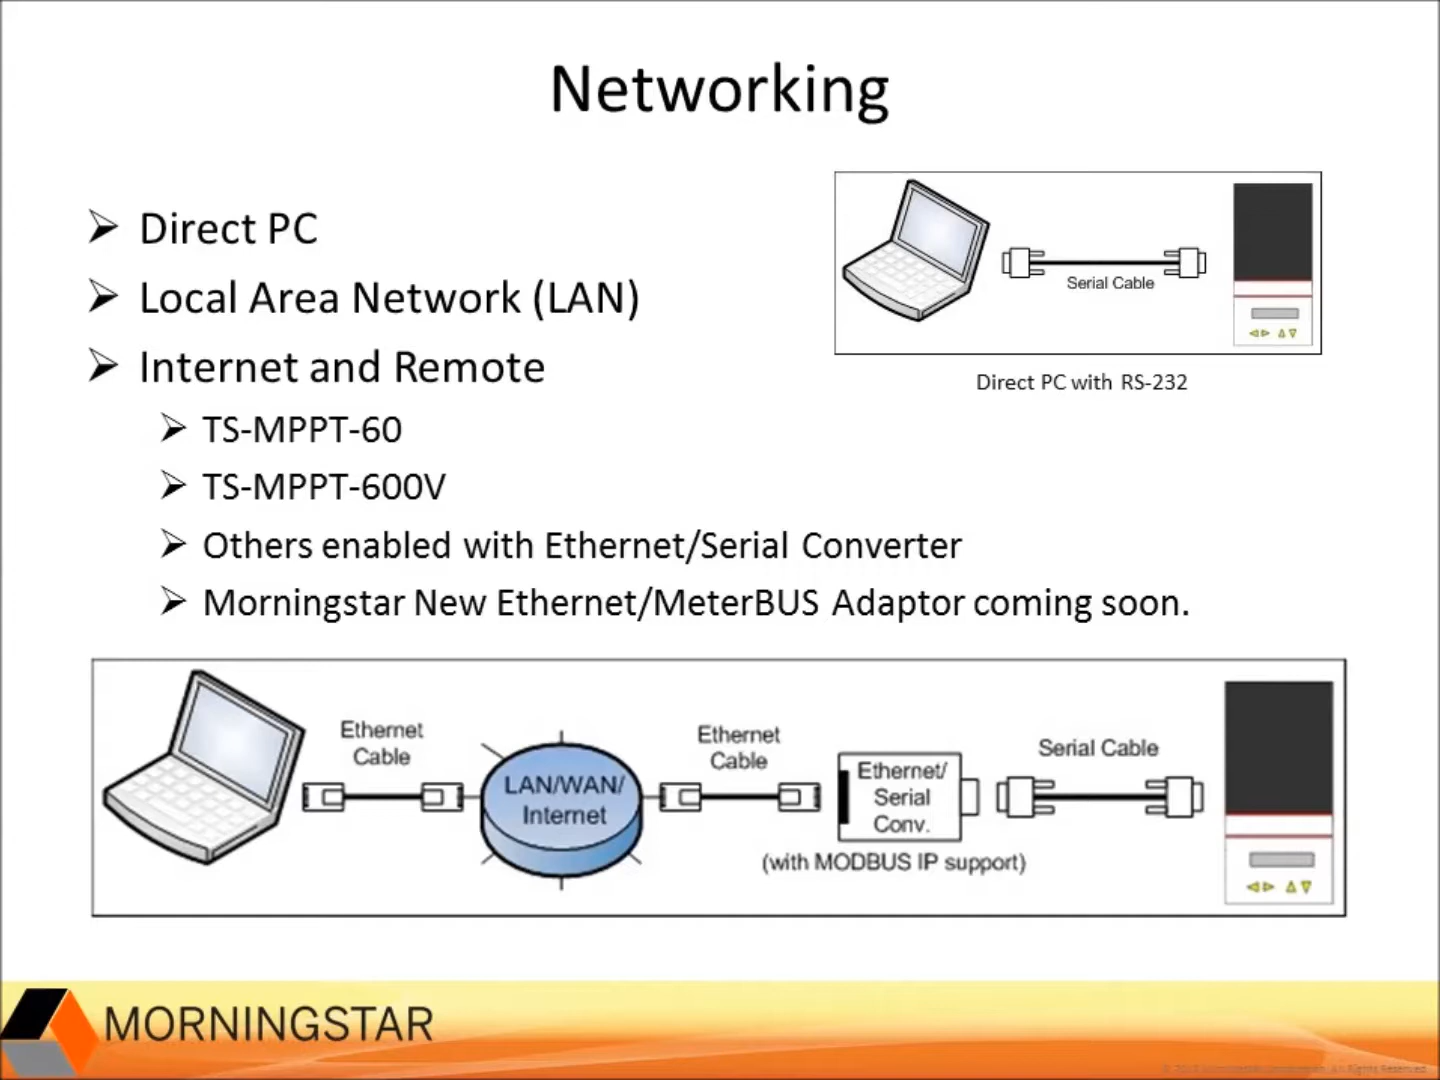 Networking
Direct PC
Local Area Network (LAN)
Internet and Remote
TS-MPPT-60
TS-MPPT-600V
Others enabled with Ethernet/Serial Converter
Morningstar New Ethernet/MeterBUS Adaptor coming soon.
Serial Cable
Direct PC with RS-232
Ethernet
Cable
LAN/WAN/
Internet
Ethernet
Cable
Ethernet/
Serial
Conv.
(with MODBUS IP support)
Serial Cable
MORNINGSTAR